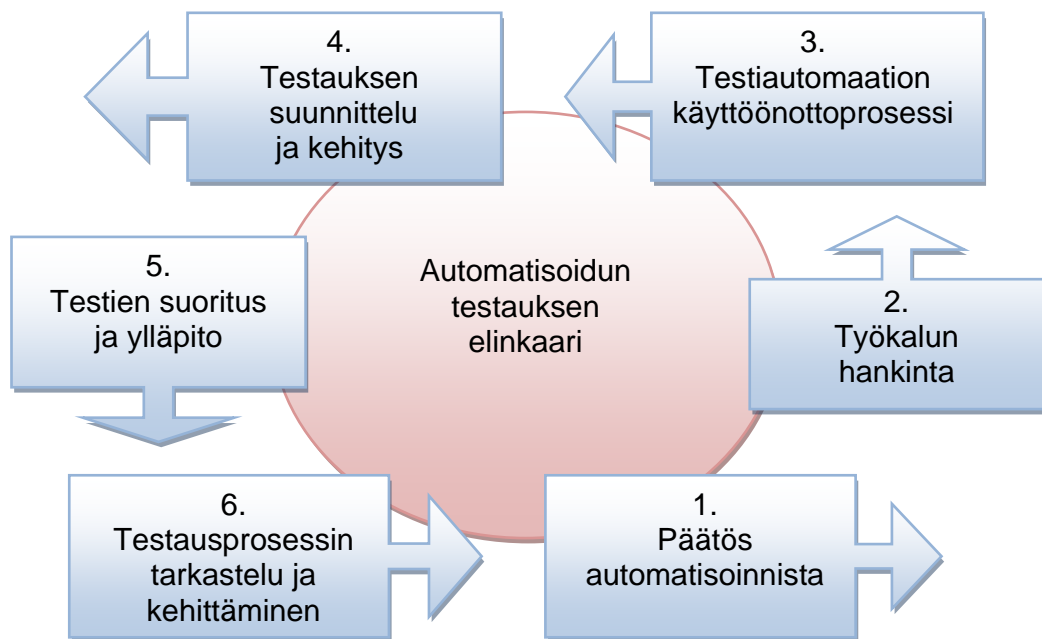 4.
Testauksen
suunnittelu
ja kehitys
3.
Testiautomaation
käyttöönottoprosessi
5.
Testien suoritus
ja ylläpito
Automatisoidun
testauksen
elinkaari
2.
Työkalun
hankinta
6.
Testausprosessin
tarkastelu ja
kehittäminen
1.
Päätös
automatisoinnista